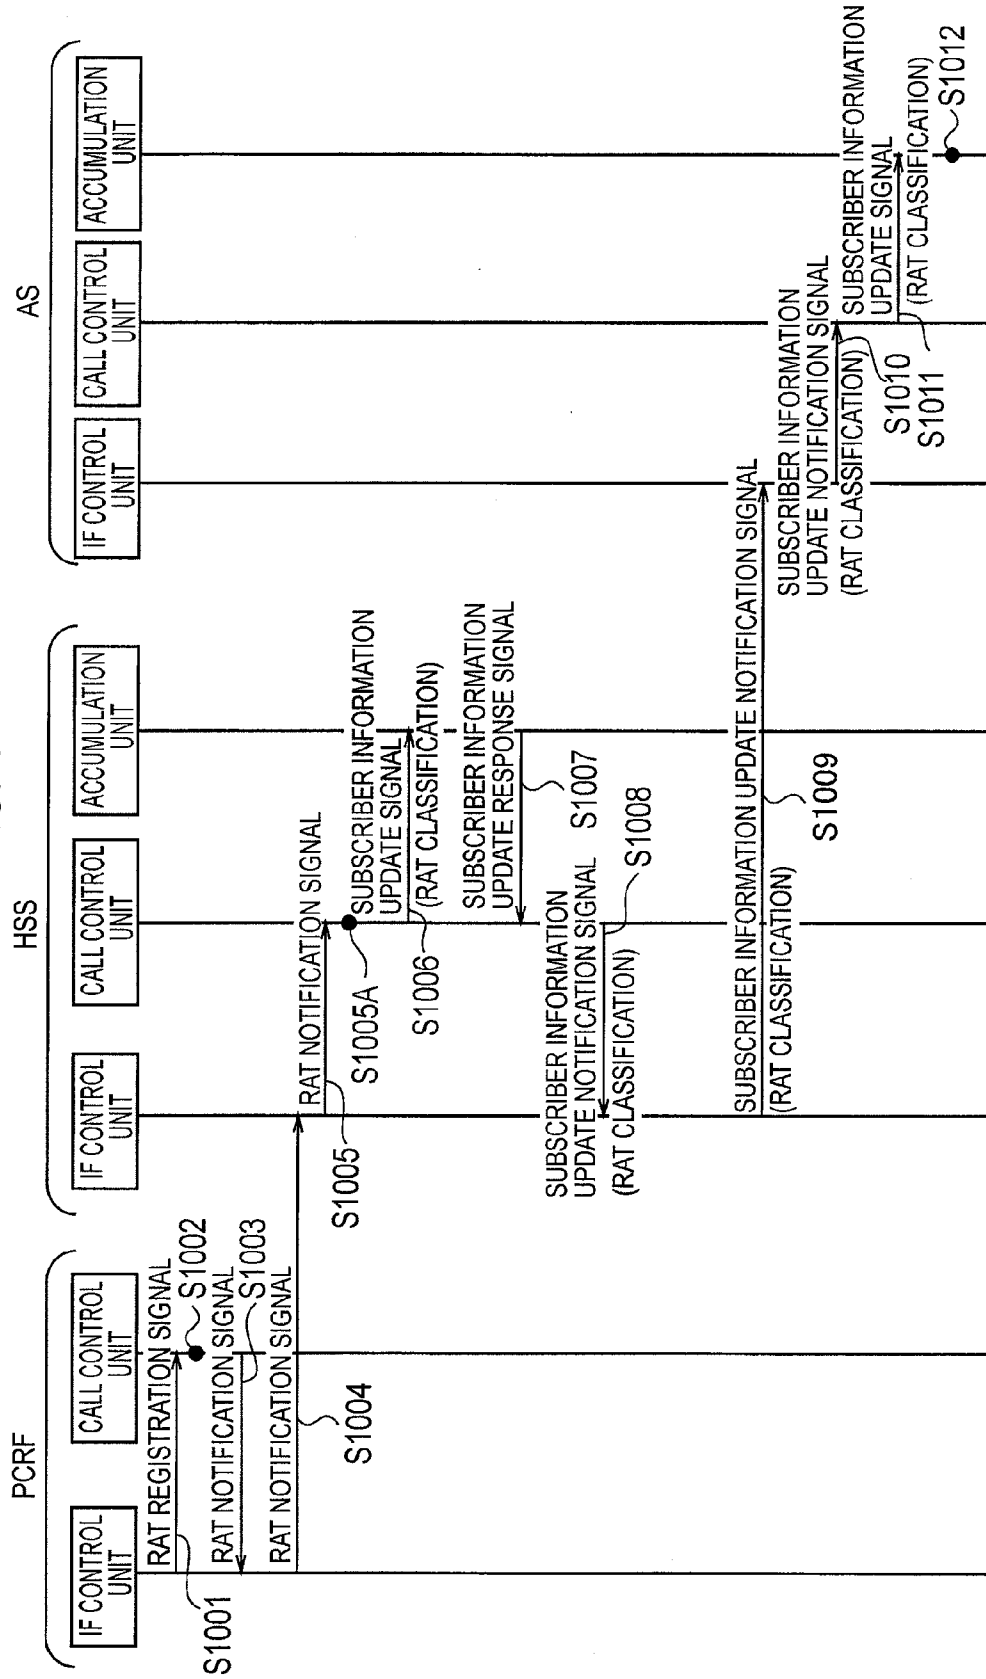 PCRF
HSS
AS
IF CONTROL
UNIT
CALL CONTROL
UNIT
IF CONTROL
UNIT
CALL CONTROL
UNIT
ACCUMULATION
UNIT
IF CONTROL
UNIT
CALL CONTROL
UNIT
ACCUMULATION
UNIT
RAT REGISTRATION SIGNAL
S1001
S1002
RAT NOTIFICATION SIGNAL
S1003
RAT NOTIFICATION SIGNAL
S1004
RAT NOTIFICATION SIGNAL
S1005
S1005A
SUBSCRIBER INFORMATION
UPDATE SIGNAL
(RAT CLASSIFICATION)
S1006
SUBSCRIBER INFORMATION
UPDATE RESPONSE SIGNAL
S1007
SUBSCRIBER INFORMATION
UPDATE NOTIFICATION SIGNAL
(RAT CLASSIFICATION)
S1008
SUBSCRIBER INFORMATION UPDATE NOTIFICATION SIGNAL
(RAT CLASSIFICATION)
S1009
SUBSCRIBER INFORMATION
UPDATE NOTIFICATION SIGNAL
(RAT CLASSIFICATION)
S1010
SUBSCRIBER INFORMATION
UPDATE SIGNAL
(RAT CLASSIFICATION)
S1011
S1012